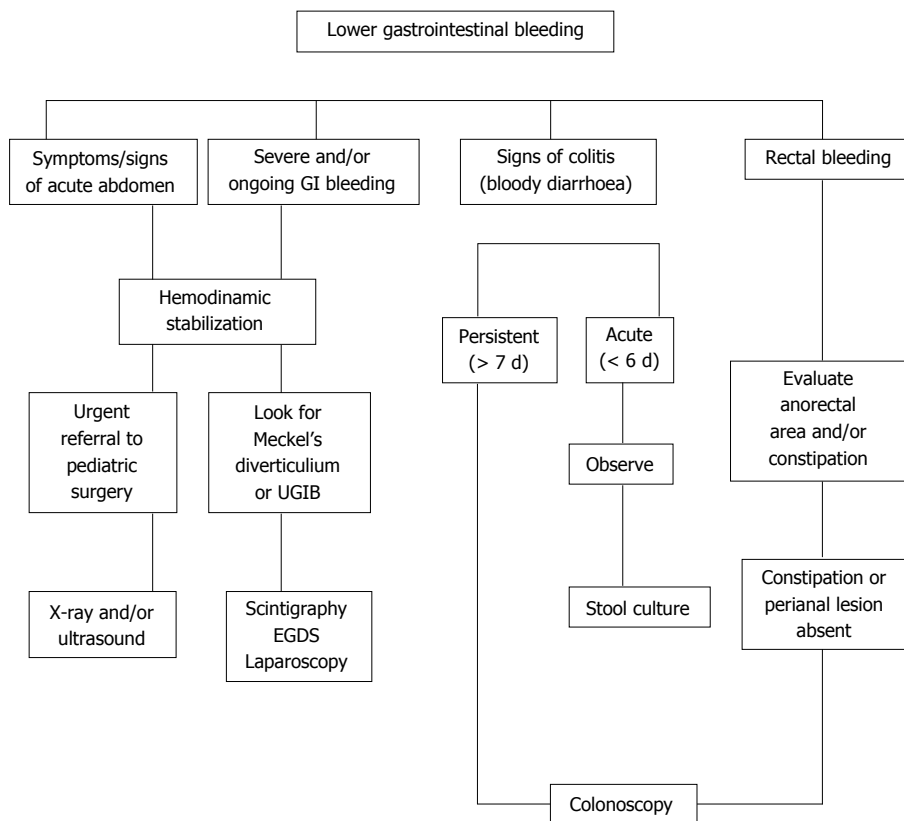 Lower gastrointestinal bleeding
Symptoms/signs
of acute abdomen
Severe and/or
ongoing GI bleeding
Signs of colitis
(bloody diarrhoea)
Rectal bleeding
Hemodinamic
stabilization
Persistent
(> 7 d)
Acute
(< 6 d)
Evaluate
anorectal
area and/or
constipation
Urgent
referral to
pediatric
surgery
Look for
Meckel's
diverticulium
or UGIB
Observe
X-ray and/or
ultrasound
Scintigraphy
EGDS
Laparoscopy
Stool culture
Constipation or
perianal lesion
absent
Colonoscopy